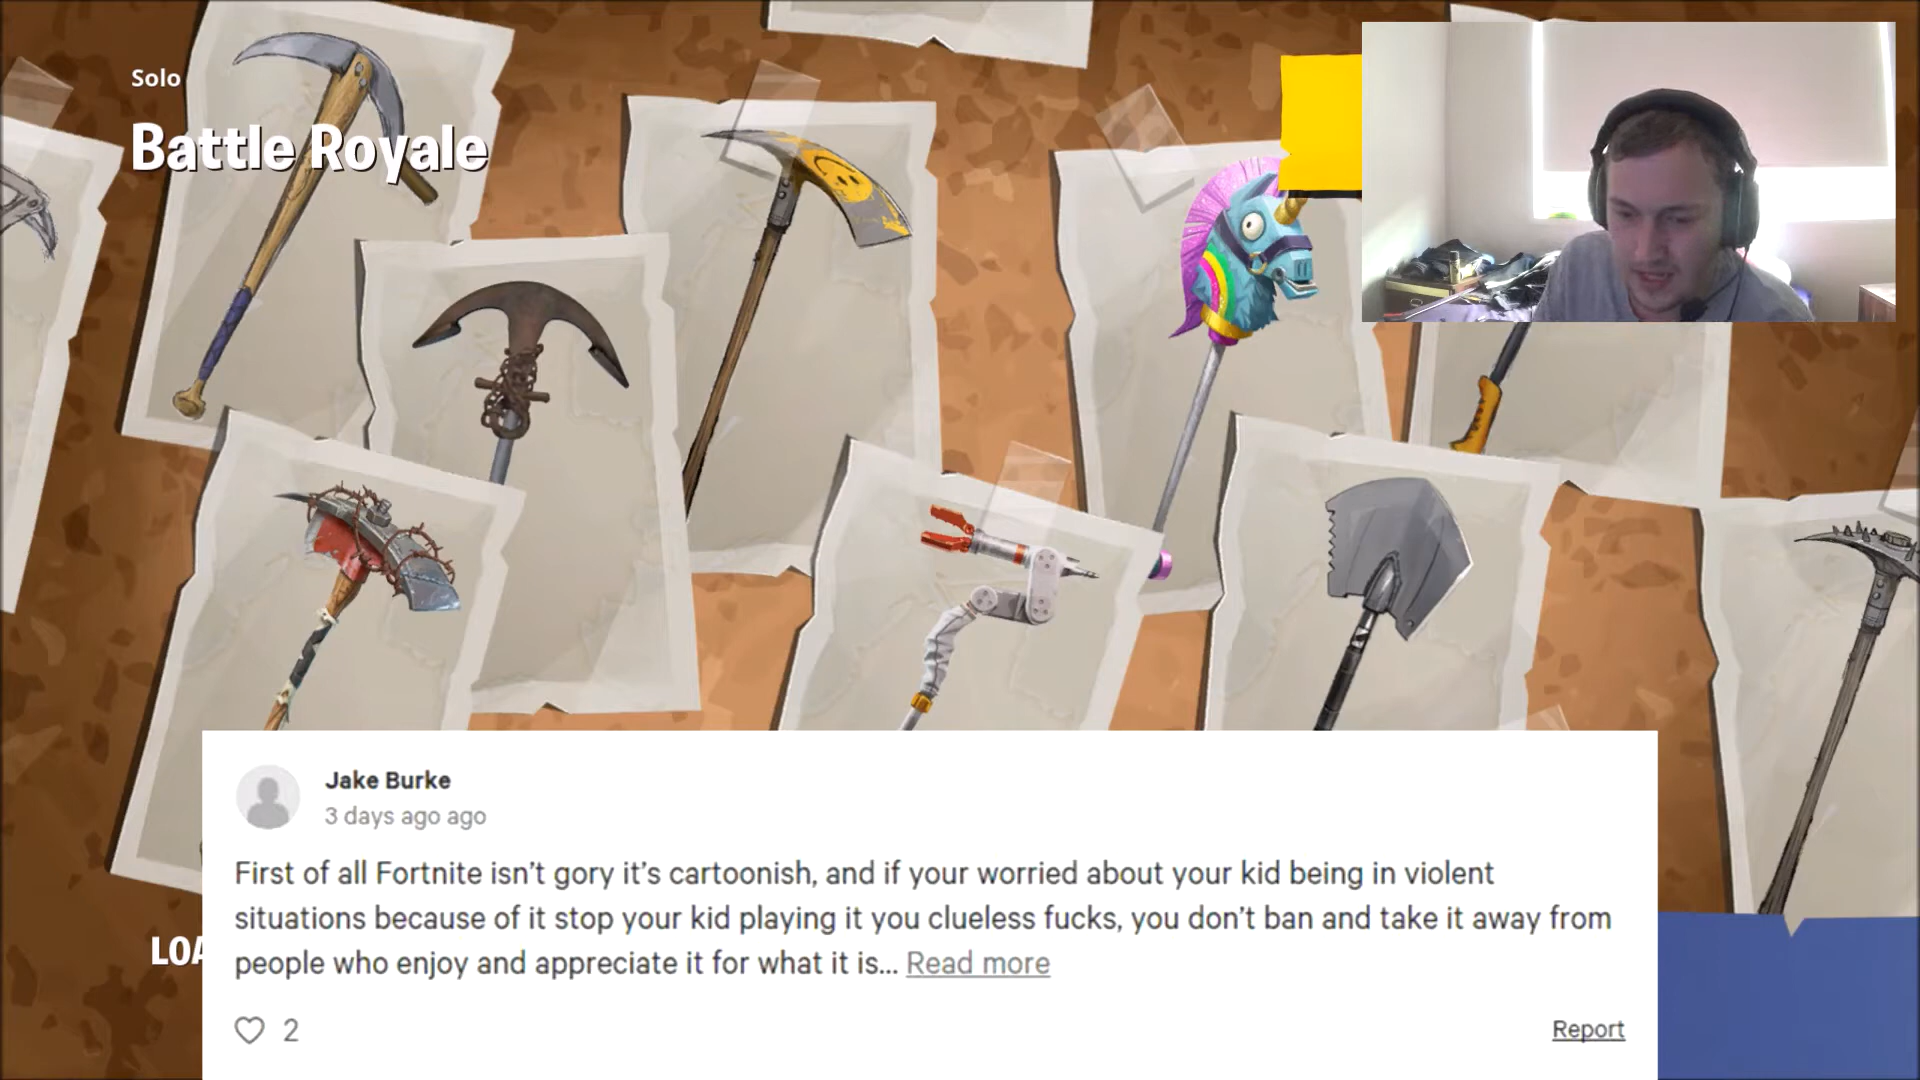 Solo
Battle Royale
Jake Burke
3 days ago ago
First of all Fortnite isn't gory it's cartoonish, and if your worried about your kid being in violent
situations because of it stop your kid playing it you clueless fucks, you don't ban and take it away from
people who enjoy and appreciate it for what it is... Read more
LOA
2
Report